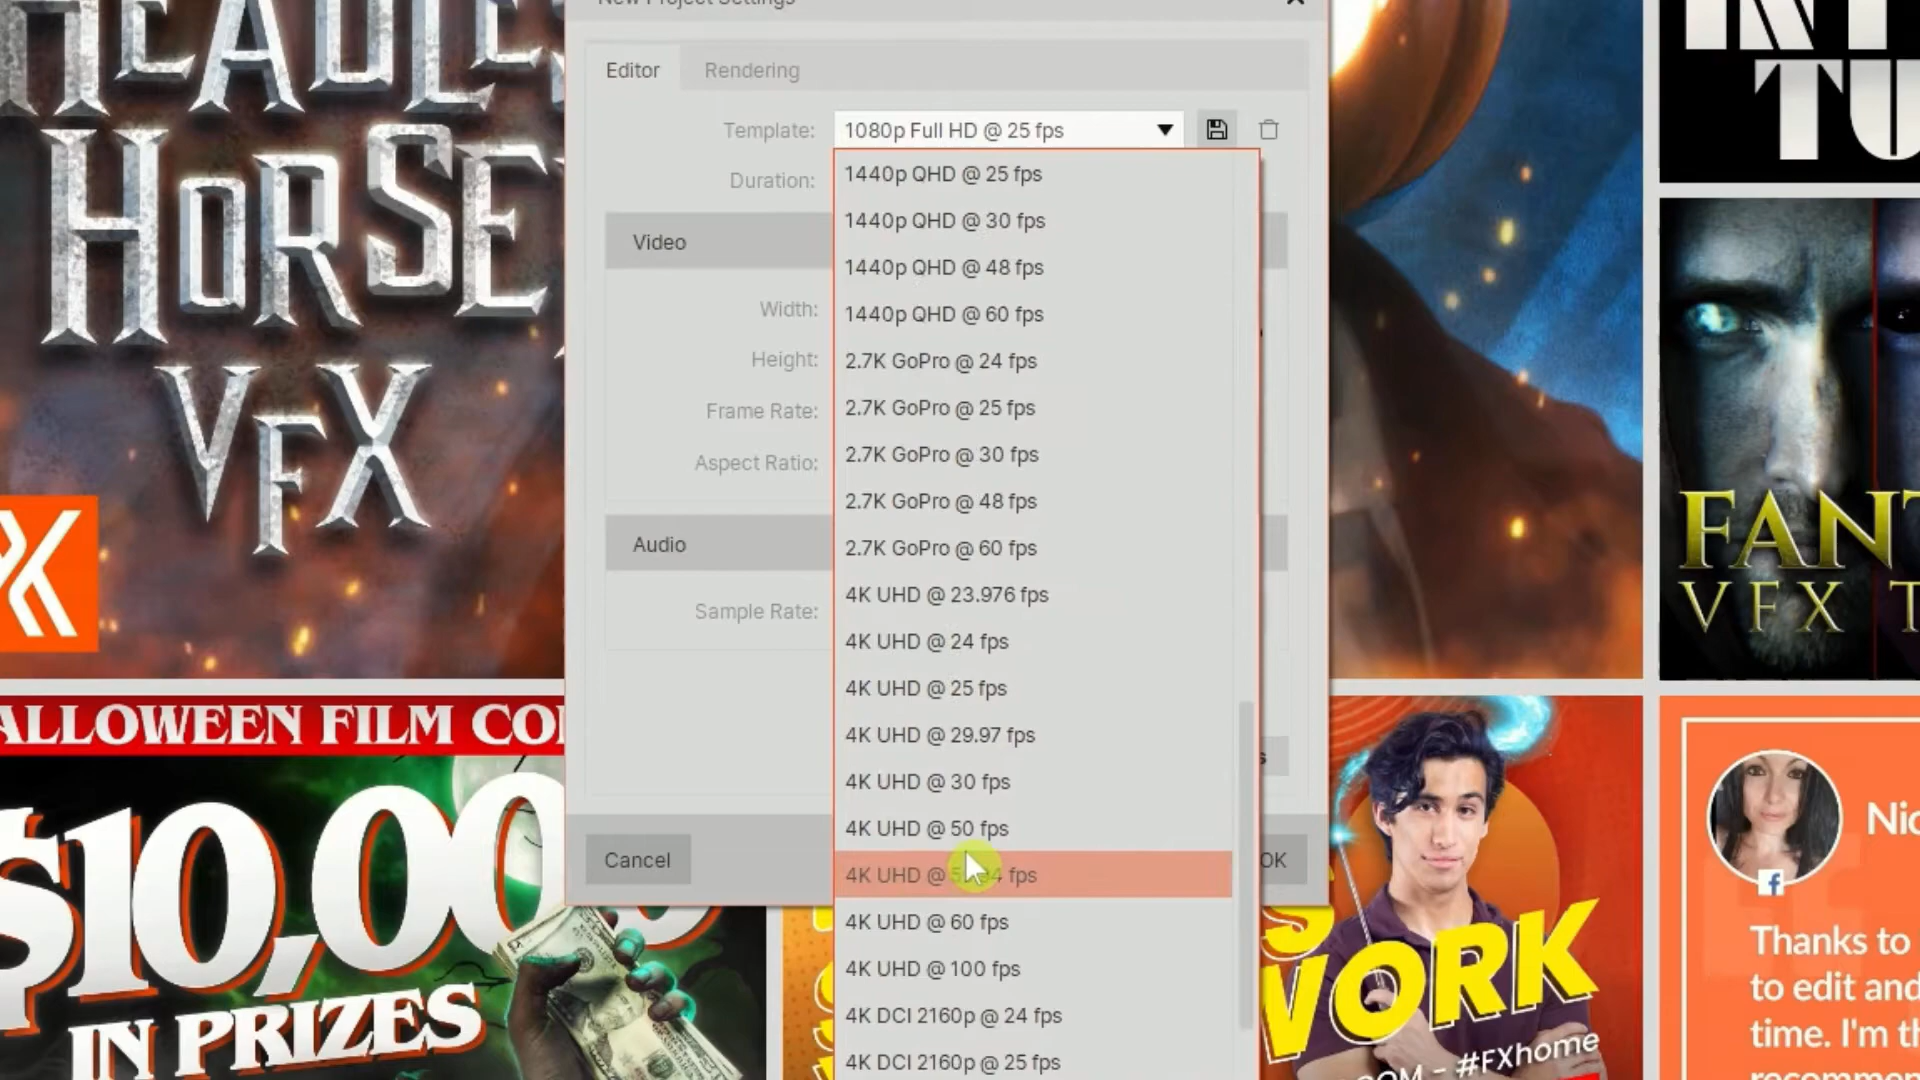 New Project Settings
Editor
Rendering
Template:
1080p Full HD @ 25 fps
Duration:
Video
Width:
Height:
Frame Rate:
Aspect Ratio:
Audio
Sample Rate:
Cancel
OK
1440p QHD @ 25 fps
1440p QHD @ 30 fps
1440p QHD @ 48 fps
1440p QHD @ 60 fps
2.7K GoPro @ 24 fps
2.7K GoPro @ 25 fps
2.7K GoPro @ 30 fps
2.7K GoPro @ 48 fps
2.7K GoPro @ 60 fps
4K UHD @ 23.976 fps
4K UHD @ 24 fps
4K UHD @ 25 fps
4K UHD @ 29.97 fps
4K UHD @ 30 fps
4K UHD @ 50 fps
4K UHD @ fps
4K UHD @ 60 fps
4K UHD @ 100 fps
4K DCI 2160p @ 24 fps
4K DCI 2160p @ 25 fps
HEADLES
HORSE
VFX
ALLOWEEN FILM CO
$10,00
IN PRIZES
FANT
VFX T
WORK
OM - #FXhome
Nic
Thanks to
to edit and
time. I'm th
recommen